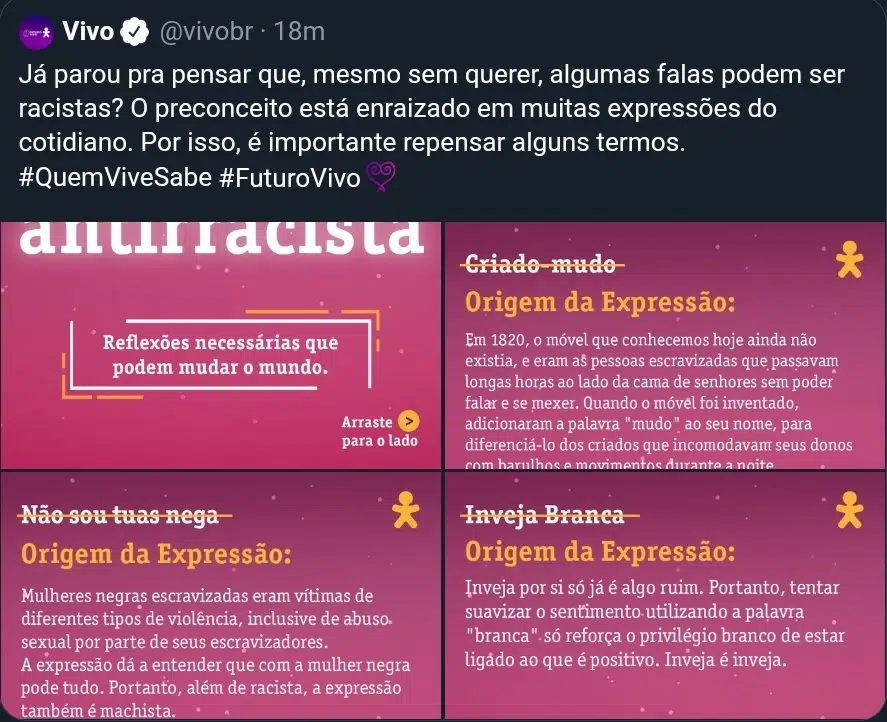 Vivo @vivobr · 18m
Já parou pra pensar que, mesmo sem querer, algumas falas podem ser
racistas? O preconceito está enraizado em muitas expressões do
cotidiano. Por isso, é importante repensar alguns termos.
#QuemViveSabe #FuturoVivo
antirracista
Reflexões necessárias que
podem mudar o mundo.
Arraste >
para o lado
Criado-mudo
Origem da Expressão:
Em 1820, o móvel que conhecemos hoje ainda não
existia, e eram as pessoas escravizadas que passavam
longas horas ao lado da cama de senhores sem poder
falar e se mexer. Quando o móvel foi inventado,
adicionaram a palavra "mudo" ao seu nome, para
diferenciá-lo dos criados que incomodavam seus donos
com barulhos e movimentos durante a noite
Não sou tuas nega
Origem da Expressão:
Mulheres negras escravizadas eram vítimas de
diferentes tipos de violência, inclusive de abuso
sexual por parte de seus escravizadores.
A expressão dá a entender que com a mulher negra
pode tudo. Portanto, além de racista, a expressão
também é machista.
Inveja Branca
Origem da Expressão:
Inveja por si só já é algo ruim. Portanto, tentar
suavizar o sentimento utilizando a palavra
"branca" só reforça o privilégio branco de estar
ligado ao que é positivo. Inveja é inveja.